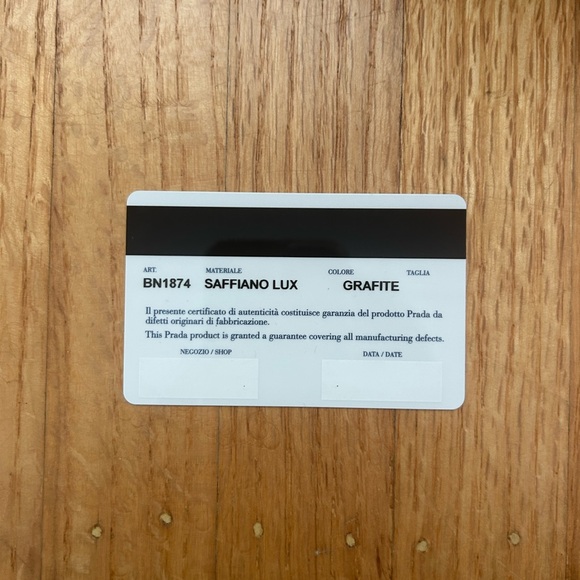 ART. MATERIALE COLORE TAGLIA
BN1874 SAFFIANO LUX GRAFITE
Il presente certificato di autenticità costituisce garanzia del prodotto Prada da
difetti originari di fabbricazione.
This Prada product is granted a guarantee covering all manufacturing defects.
NEGOZIO / SHOP DATA / DATE